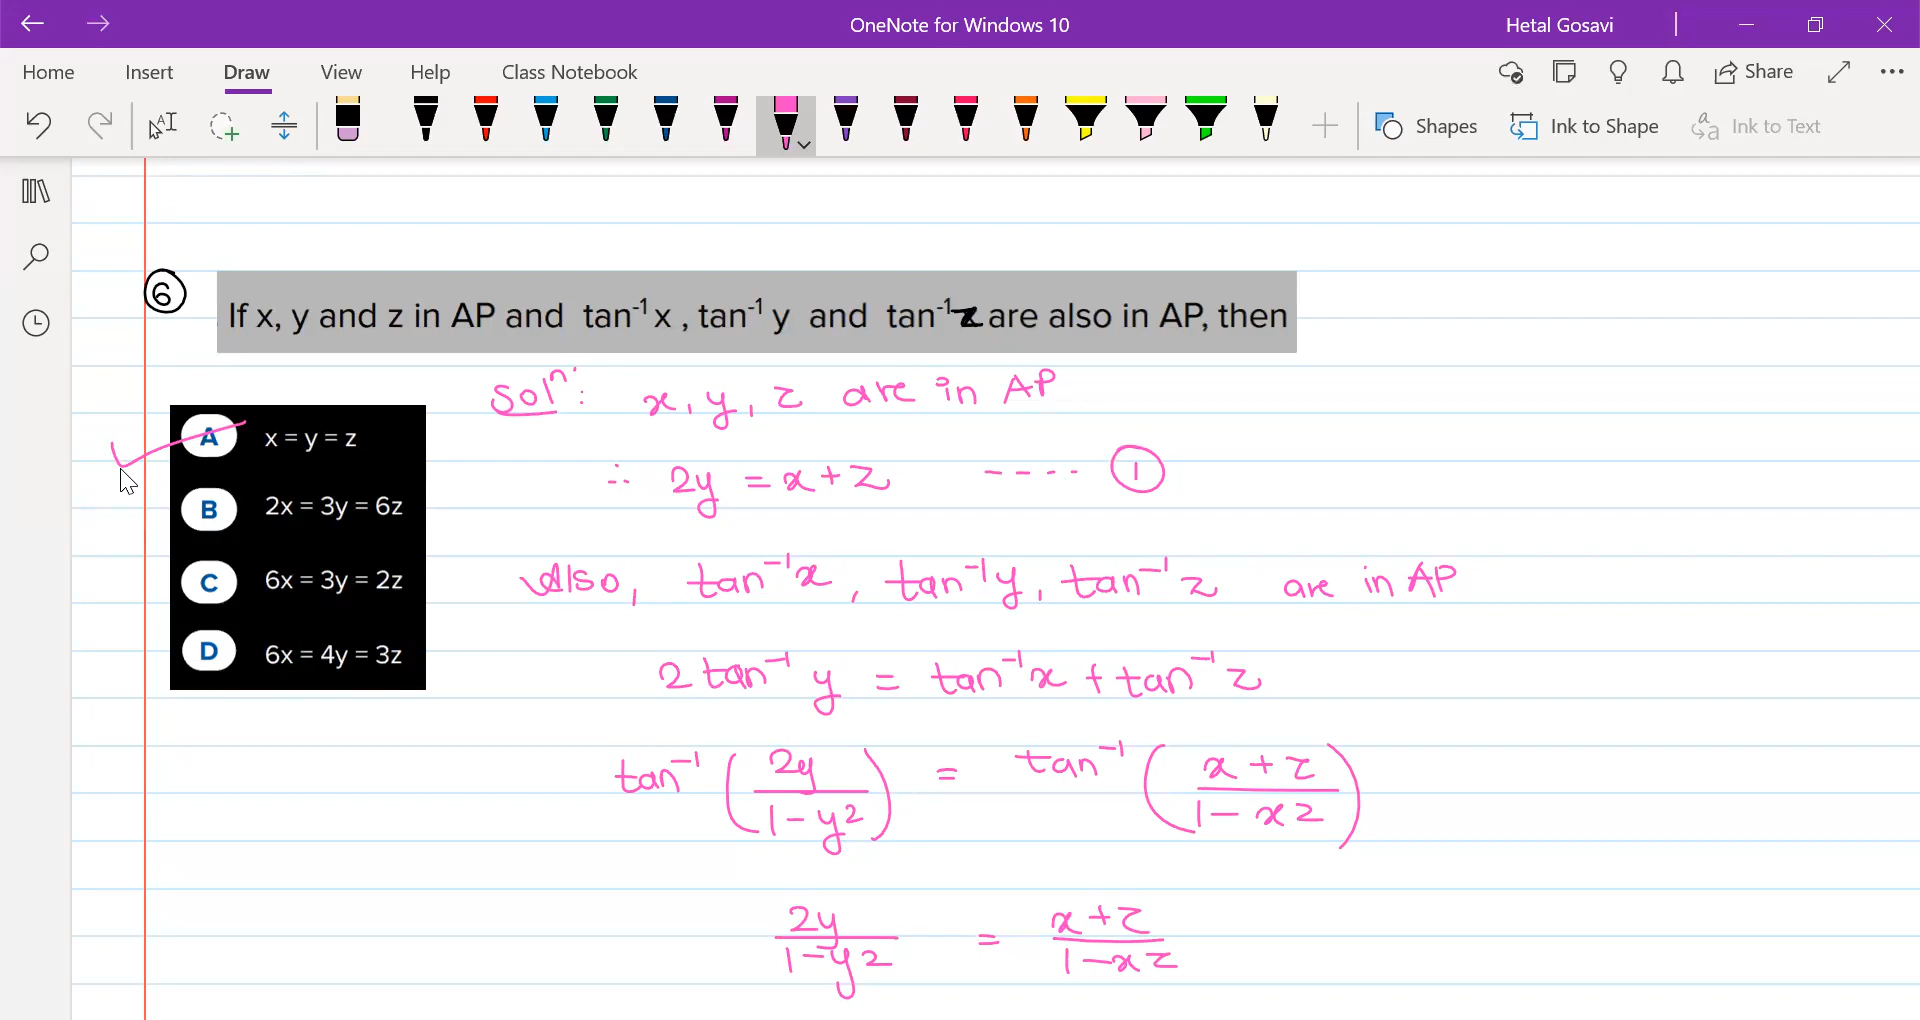 OneNote for Windows 10
Hetal Gosavi
Home Insert Draw View Help Class Notebook
Share
Shapes Ink to Shape Ink to Text
6
If x, y and z in AP and tan⁻¹ x , tan⁻¹ y and tan⁻¹ z are also in AP, then
Solⁿ: x, y, z are in AP
A x = y = z
∴ 2y = x + z ---- 1
B 2x = 3y = 6z
Also, tan⁻¹x, tan⁻¹y, tan⁻¹z are in AP
C 6x = 3y = 2z
D 6x = 4y = 3z
2 tan⁻¹ y = tan⁻¹x + tan⁻¹ z
tan⁻¹ (2y / 1 - y²) = tan⁻¹ (x + z / 1 - xz)
2y / 1 - y² = x + z / 1 - xz